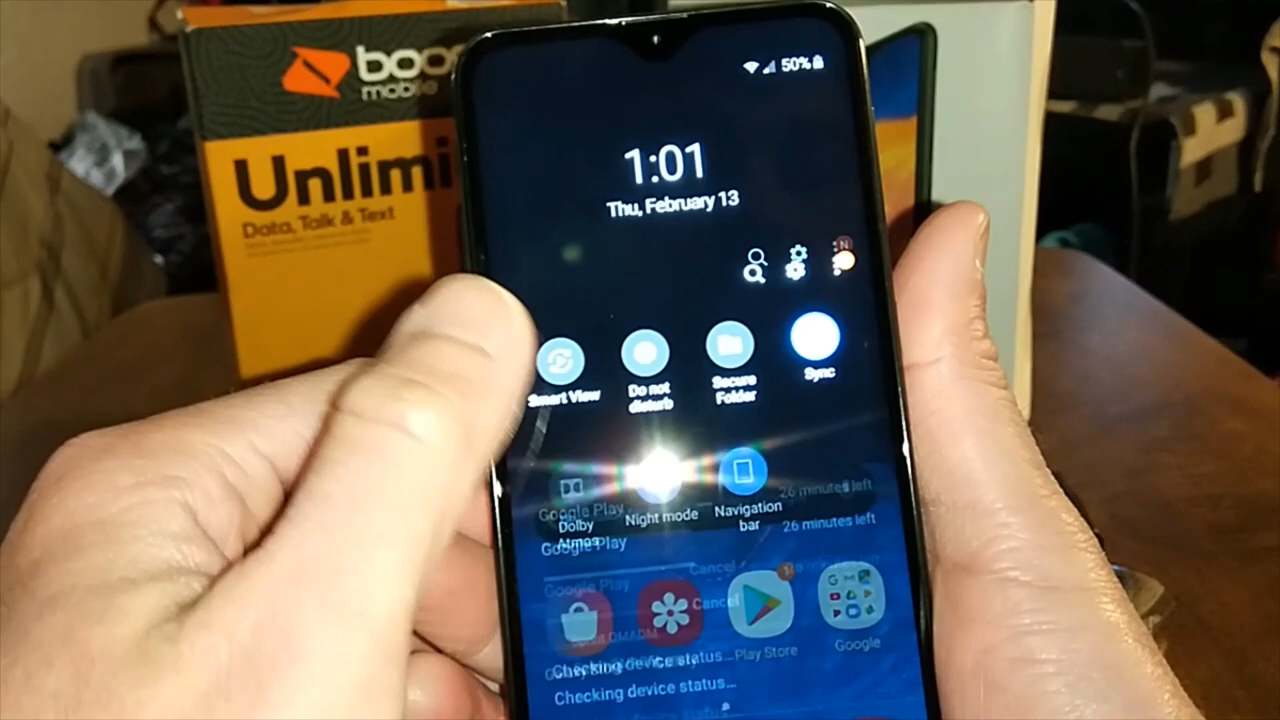 boo
mobile
Unlimi
Data, Talk & Text
50%
1:01
Thu, February 13
N
Smart View
Do not
disturb
Secure
Folder
Sync
Dolby
Atmos
Night mode
Navigation
bar
Google Play
26 minutes left
Google Play
26 minutes left
Google Play
Cancel
Cancel
1
Play Store
Google
Checking device status...
Checking device status...